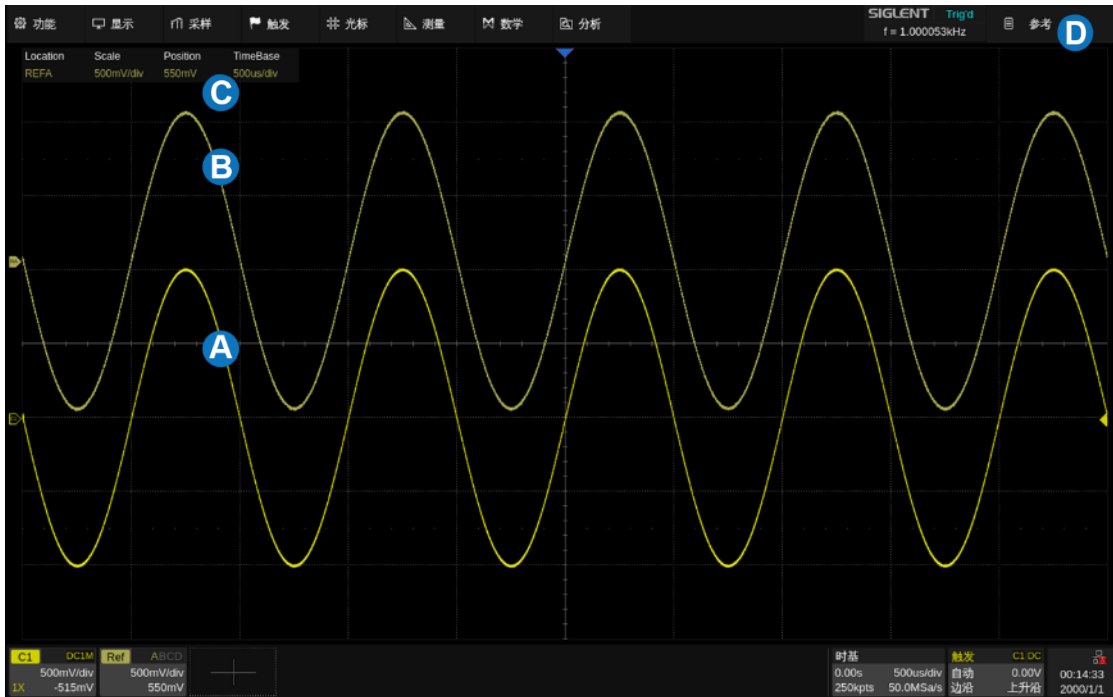 功能 显示 采样 触发 光标 测量 数学 分析 SIGLENT Trig'd 参考
f = 1.000053kHz
D
Location Scale Position TimeBase
REFA 500mV/div 550mV 500us/div
C
B
A
C1 DC1M Ref ABCD 时基 触发 C1 DC
500mV/div 500mV/div 0.00s 500us/div 自动 0.00V 00:14:33
1X -515mV 550mV 250kpts 50.0MSa/s 边沿 上升沿 2000/1/1